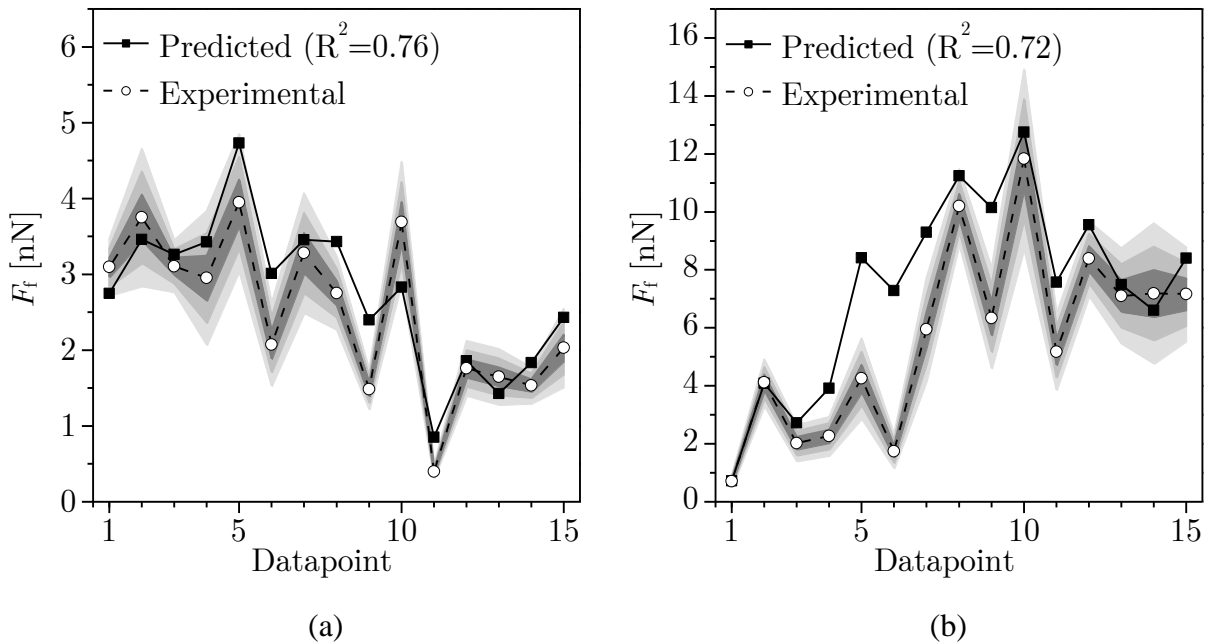 6
5
4
3
2
1
0
F_f [nN]
Predicted (R^2=0.76)
Experimental
1
5
10
15
Datapoint
(a)
16
14
12
10
8
6
4
2
0
F_f [nN]
Predicted (R^2=0.72)
Experimental
1
5
10
15
Datapoint
(b)